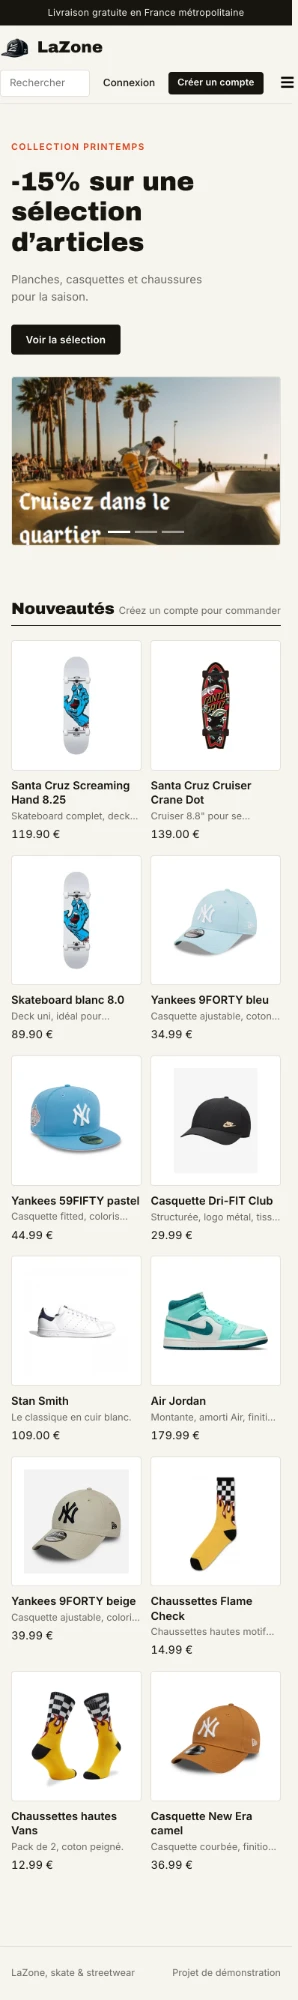 Livraison gratuite en France métropolitaine
LaZone
Rechercher
Connexion
Créer un compte
COLLECTION PRINTEMPS
-15% sur une
sélection
d’articles
Planches, casquettes et chaussures
pour la saison.
Voir la sélection
Cruisez dans le
quartier
Nouveautés
Créez un compte pour commander
Santa Cruz Screaming
Hand 8.25
Skateboard complet, deck…
119.90 €
Santa Cruz Cruiser
Crane Dot
Cruiser 8.8” pour se…
139.00 €
Skateboard blanc 8.0
Deck uni, idéal pour…
89.90 €
Yankees 9FORTY bleu
Casquette ajustable, coton…
34.99 €
Yankees 59FIFTY pastel
Casquette fitted, coloris…
44.99 €
Casquette Dri-FIT Club
Structurée, logo métal, tiss…
29.99 €
Stan Smith
Le classique en cuir blanc.
109.00 €
Air Jordan
Montante, amorti Air, finiti…
179.99 €
Yankees 9FORTY beige
Casquette ajustable, colori…
39.99 €
Chaussettes Flame
Check
Chaussettes hautes motif…
14.99 €
Chaussettes hautes
Vans
Pack de 2, coton peigné.
12.99 €
Casquette New Era
camel
Casquette courbée, finitio…
36.99 €
LaZone, skate & streetwear
Projet de démonstration